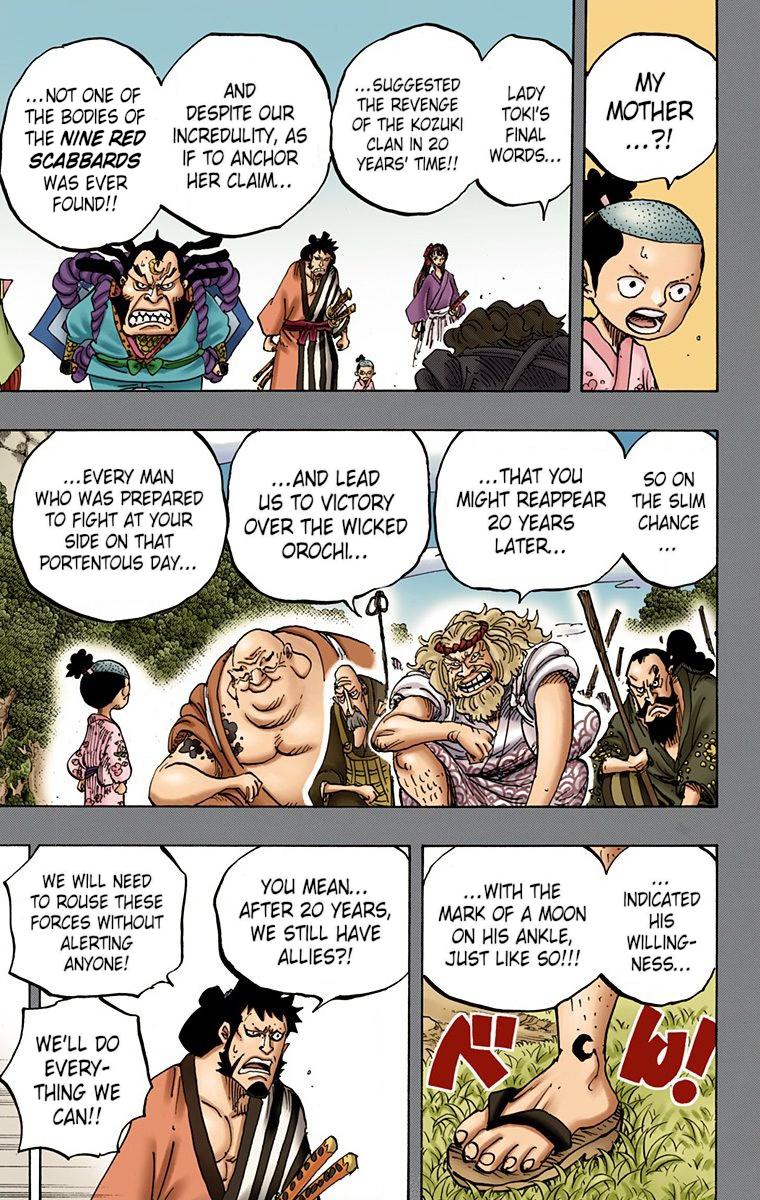 MY
MOTHER
...?!
LADY
TOKI'S
FINAL
WORDS...
...SUGGESTED
THE REVENGE
OF THE KOZUKI
CLAN IN 20
YEARS' TIME!!
AND
DESPITE OUR
INCREDULITY, AS
IF TO ANCHOR
HER CLAIM...
...NOT ONE OF
THE BODIES OF
THE NINE RED
SCABBARDS
WAS EVER
FOUND!!
SO ON
THE SLIM
CHANCE
...
...THAT YOU
MIGHT REAPPEAR
20 YEARS
LATER...
...AND LEAD
US TO VICTORY
OVER THE WICKED
OROCHI...
...EVERY MAN
WHO WAS PREPARED
TO FIGHT AT YOUR
SIDE ON THAT
PORTENTOUS DAY...
...
INDICATED
HIS
WILLING-
NESS...
...WITH THE
MARK OF A MOON
ON HIS ANKLE,
JUST LIKE SO!!!
べん!
YOU MEAN...
AFTER 20 YEARS,
WE STILL HAVE
ALLIES?!
WE WILL NEED
TO ROUSE THESE
FORCES WITHOUT
ALERTING
ANYONE!
WE'LL DO
EVERY-
THING WE
CAN!!